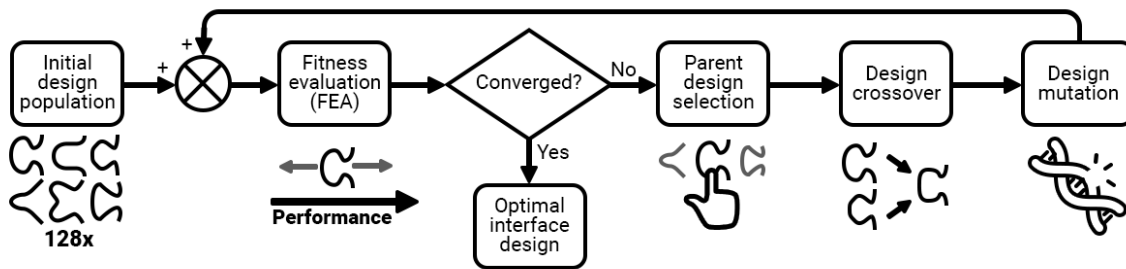 Initial
design
population
+
+
Fitness
evaluation
(FEA)
Converged?
No
Yes
Parent
design
selection
Design
crossover
Design
mutation
128x
Performance
Optimal
interface
design